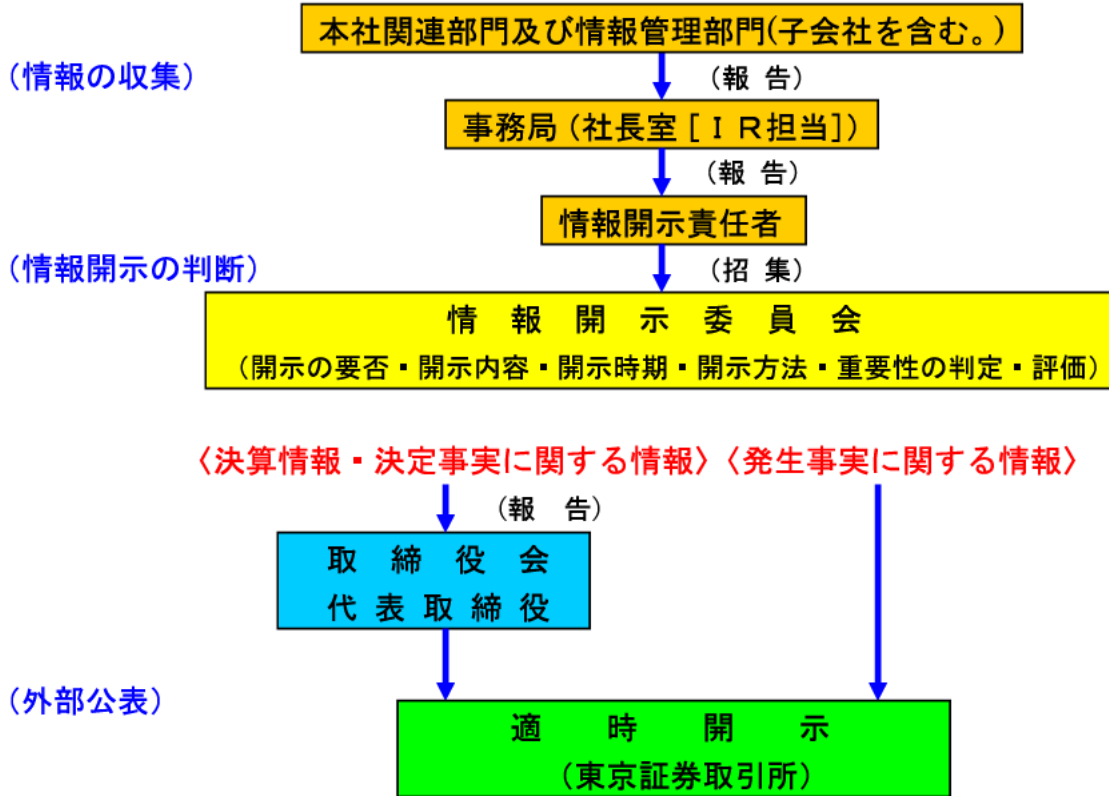 本社関連部門及び情報管理部門(子会社を含む。)
(情報の収集)
(報 告)
事務局(社長室[IR担当])
(報 告)
情報開示責任者
(情報開示の判断)
(招 集)
情 報 開 示 委 員 会
(開示の要否・開示内容・開示時期・開示方法・重要性の判定・評価)
〈決算情報・決定事実に関する情報〉〈発生事実に関する情報〉
(報 告)
取 締 役 会
代 表 取 締 役
(外部公表)
適 時 開 示
(東京証券取引所)